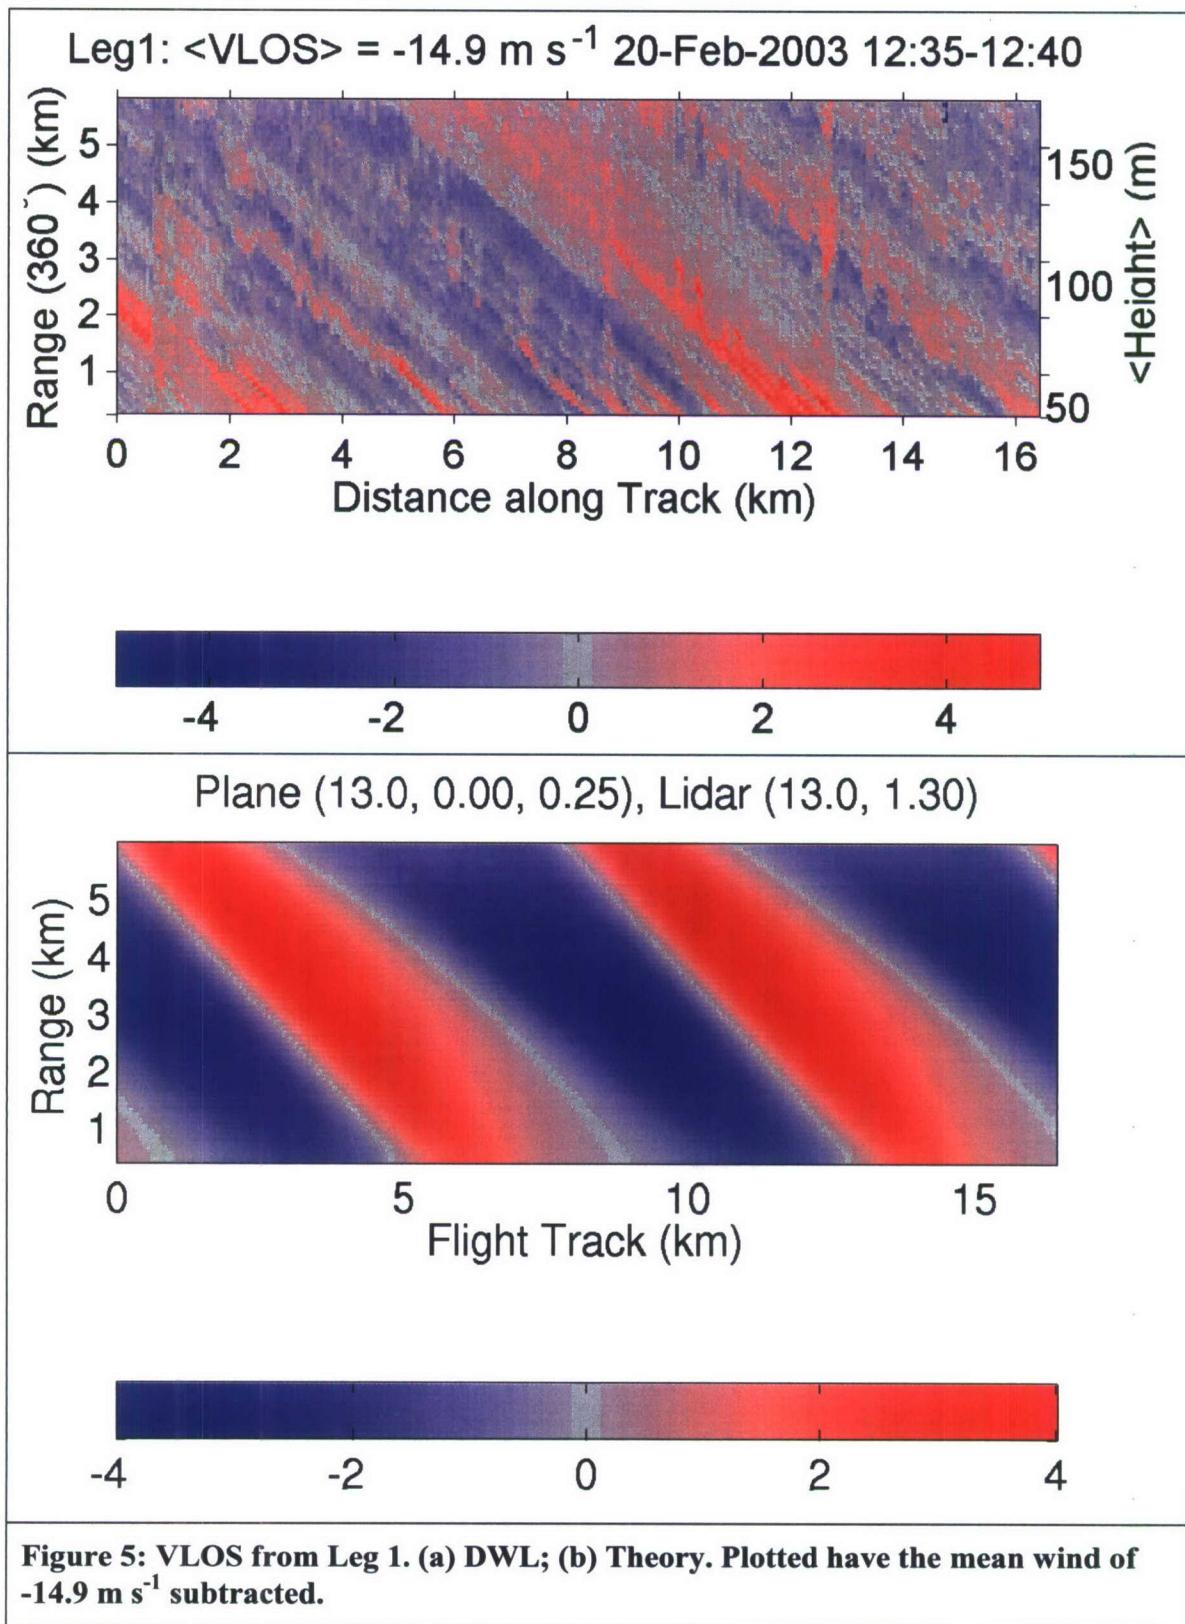 Leg1: <VLOS> = -14.9 m s⁻¹ 20-Feb-2003 12:35-12:40
Range (360˘) (km)
5
4
3
2
1
150
100
50
<Heiaht> (m)
0 2 4 6 8 10 12 14 16
Distance along Track (km)
-4 -2 0 2 4
Plane (13.0, 0.00, 0.25), Lidar (13.0, 1.30)
Range (km)
5
4
3
2
1
0 5 10 15
Flight Track (km)
-4 -2 0 2 4
Figure 5: VLOS from Leg 1. (a) DWL; (b) Theory. Plotted have the mean wind of
-14.9 m s⁻¹ subtracted.